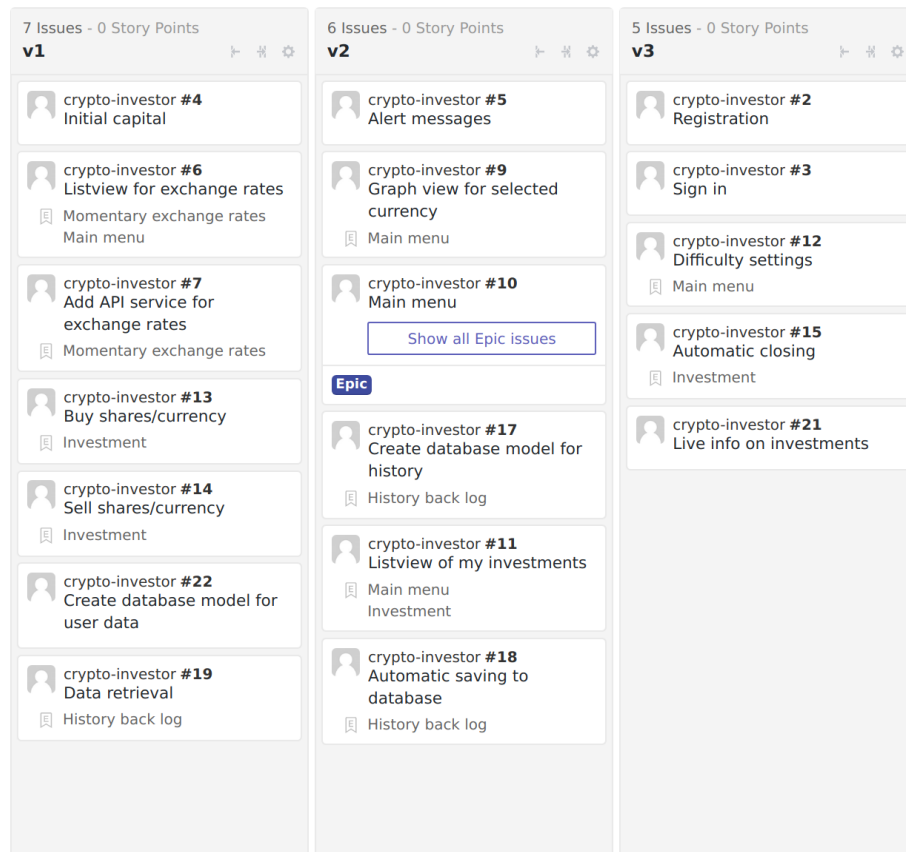 7 Issues - 0 Story Points
v1
crypto-investor #4
Initial capital
crypto-investor #6
Listview for exchange rates
Momentary exchange rates
Main menu
crypto-investor #7
Add API service for
exchange rates
Momentary exchange rates
crypto-investor #13
Buy shares/currency
Investment
crypto-investor #14
Sell shares/currency
Investment
crypto-investor #22
Create database model for
user data
crypto-investor #19
Data retrieval
History back log
6 Issues - 0 Story Points
v2
crypto-investor #5
Alert messages
crypto-investor #9
Graph view for selected
currency
Main menu
crypto-investor #10
Main menu
Show all Epic issues
Epic
crypto-investor #17
Create database model for
history
History back log
crypto-investor #11
Listview of my investments
Main menu
Investment
crypto-investor #18
Automatic saving to
database
History back log
5 Issues - 0 Story Points
v3
crypto-investor #2
Registration
crypto-investor #3
Sign in
crypto-investor #12
Difficulty settings
Main menu
crypto-investor #15
Automatic closing
Investment
crypto-investor #21
Live info on investments